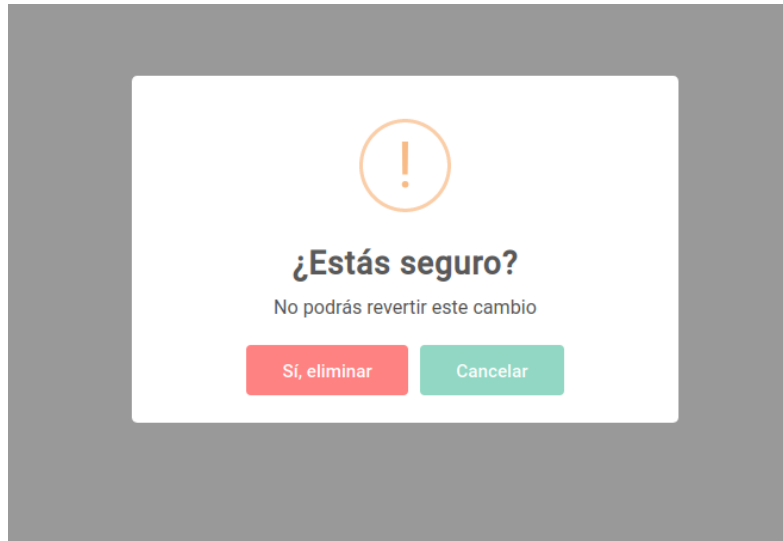 !
¿Estás seguro?
No podrás revertir este cambio
Sí, eliminar
Cancelar